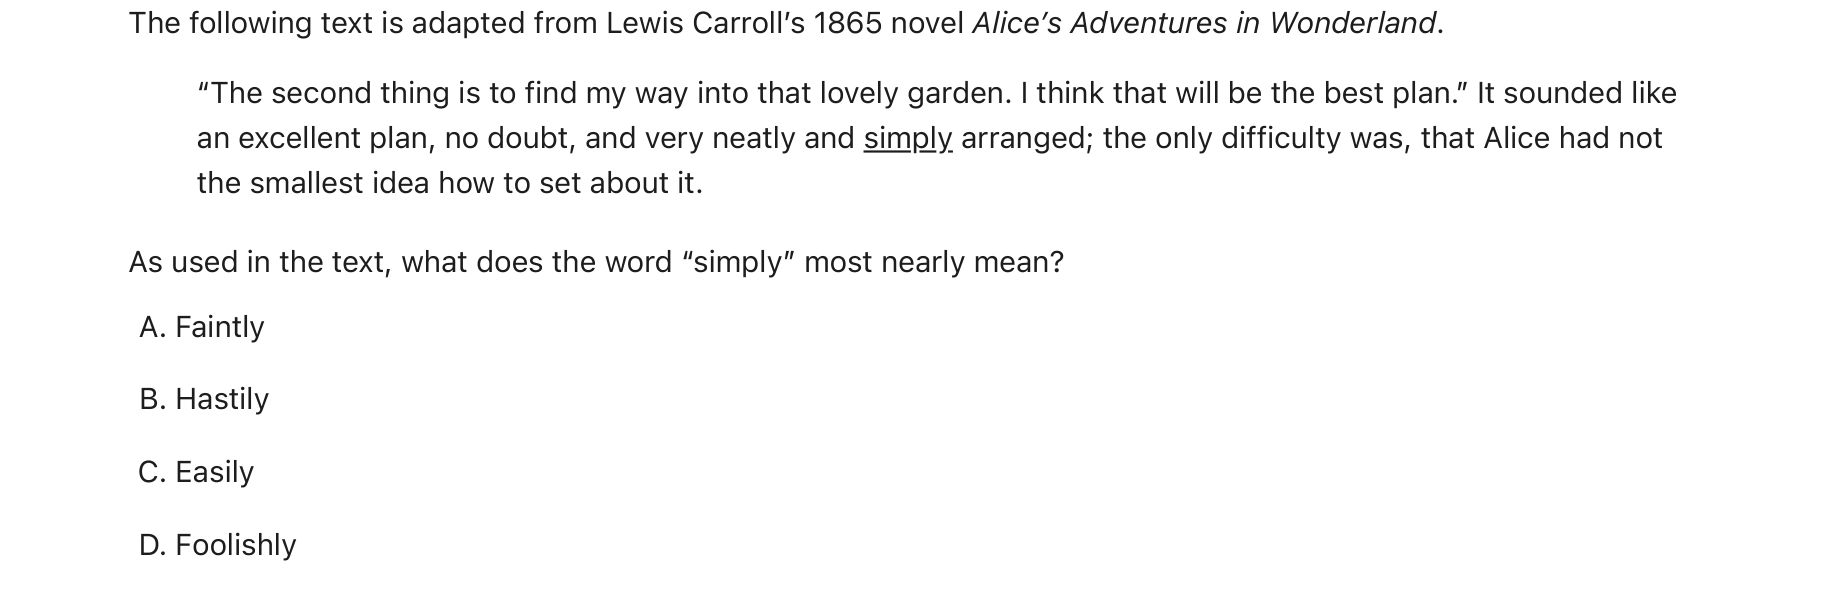 The following text is adapted from Lewis Carroll’s 1865 novel Alice’s Adventures in Wonderland.
“The second thing is to find my way into that lovely garden. I think that will be the best plan.” It sounded like
an excellent plan, no doubt, and very neatly and simply arranged; the only difficulty was, that Alice had not
the smallest idea how to set about it.
As used in the text, what does the word “simply” most nearly mean?
A. Faintly
B. Hastily
C. Easily
D. Foolishly